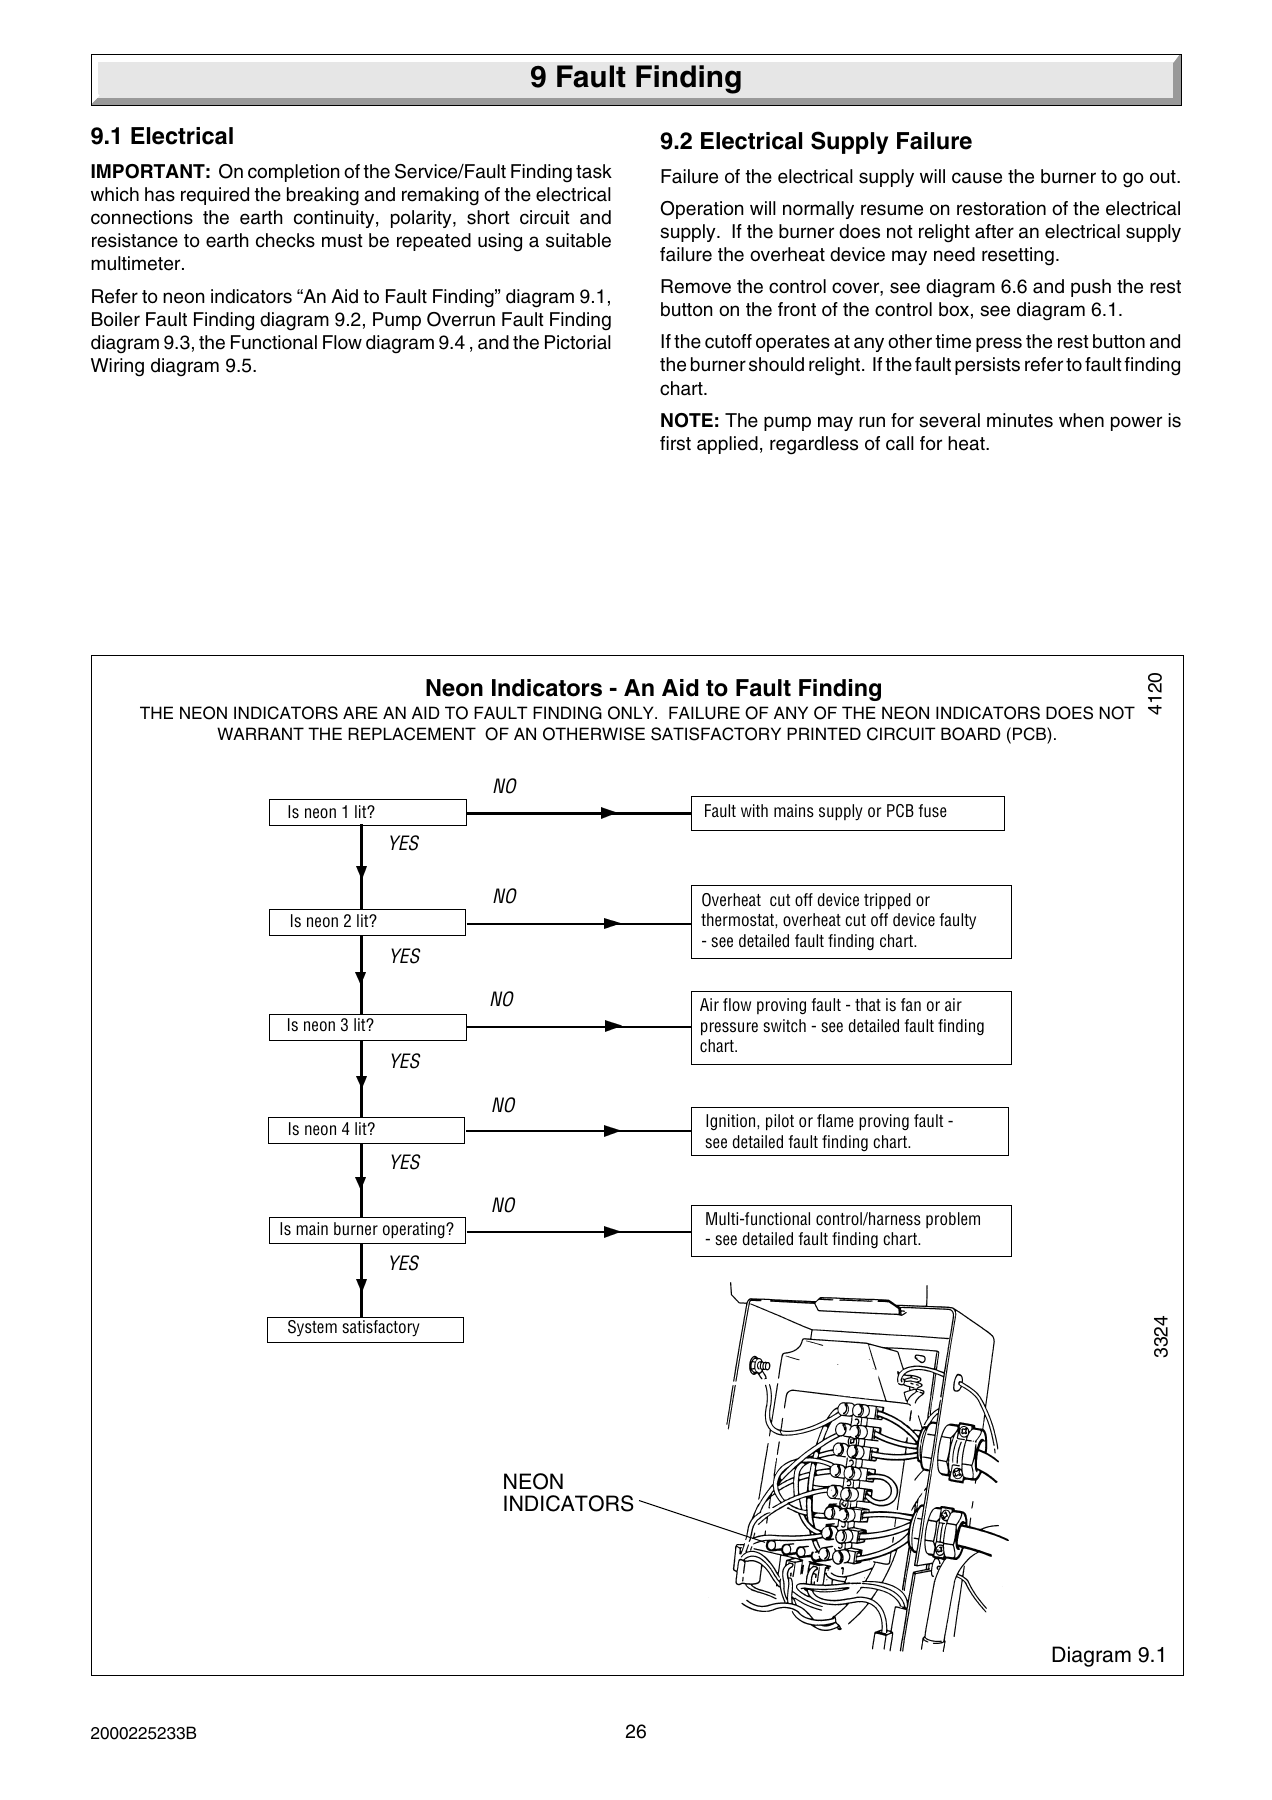 9 Fault Finding
9.1 Electrical
IMPORTANT: On completion of the Service/Fault Finding task
which has required the breaking and remaking of the electrical
connections the earth continuity, polarity, short circuit and
resistance to earth checks must be repeated using a suitable
multimeter.
Refer to neon indicators “An Aid to Fault Finding” diagram 9.1,
Boiler Fault Finding diagram 9.2, Pump Overrun Fault Finding
diagram 9.3, the Functional Flow diagram 9.4 , and the Pictorial
Wiring diagram 9.5.
9.2 Electrical Supply Failure
Failure of the electrical supply will cause the burner to go out.
Operation will normally resume on restoration of the electrical
supply. If the burner does not relight after an electrical supply
failure the overheat device may need resetting.
Remove the control cover, see diagram 6.6 and push the rest
button on the front of the control box, see diagram 6.1.
If the cutoff operates at any other time press the rest button and
the burner should relight. If the fault persists refer to fault finding
chart.
NOTE: The pump may run for several minutes when power is
first applied, regardless of call for heat.
Neon Indicators - An Aid to Fault Finding
4120
THE NEON INDICATORS ARE AN AID TO FAULT FINDING ONLY. FAILURE OF ANY OF THE NEON INDICATORS DOES NOT
WARRANT THE REPLACEMENT OF AN OTHERWISE SATISFACTORY PRINTED CIRCUIT BOARD (PCB).
Is neon 1 lit?
NO
Fault with mains supply or PCB fuse
YES
Is neon 2 lit?
NO
Overheat cut off device tripped or
thermostat, overheat cut off device faulty
- see detailed fault finding chart.
YES
Is neon 3 lit?
NO
Air flow proving fault - that is fan or air
pressure switch - see detailed fault finding
chart.
YES
Is neon 4 lit?
NO
Ignition, pilot or flame proving fault -
see detailed fault finding chart.
YES
Is main burner operating?
NO
Multi-functional control/harness problem
- see detailed fault finding chart.
YES
System satisfactory
3324
NEON
INDICATORS
Diagram 9.1
2000225233B
26